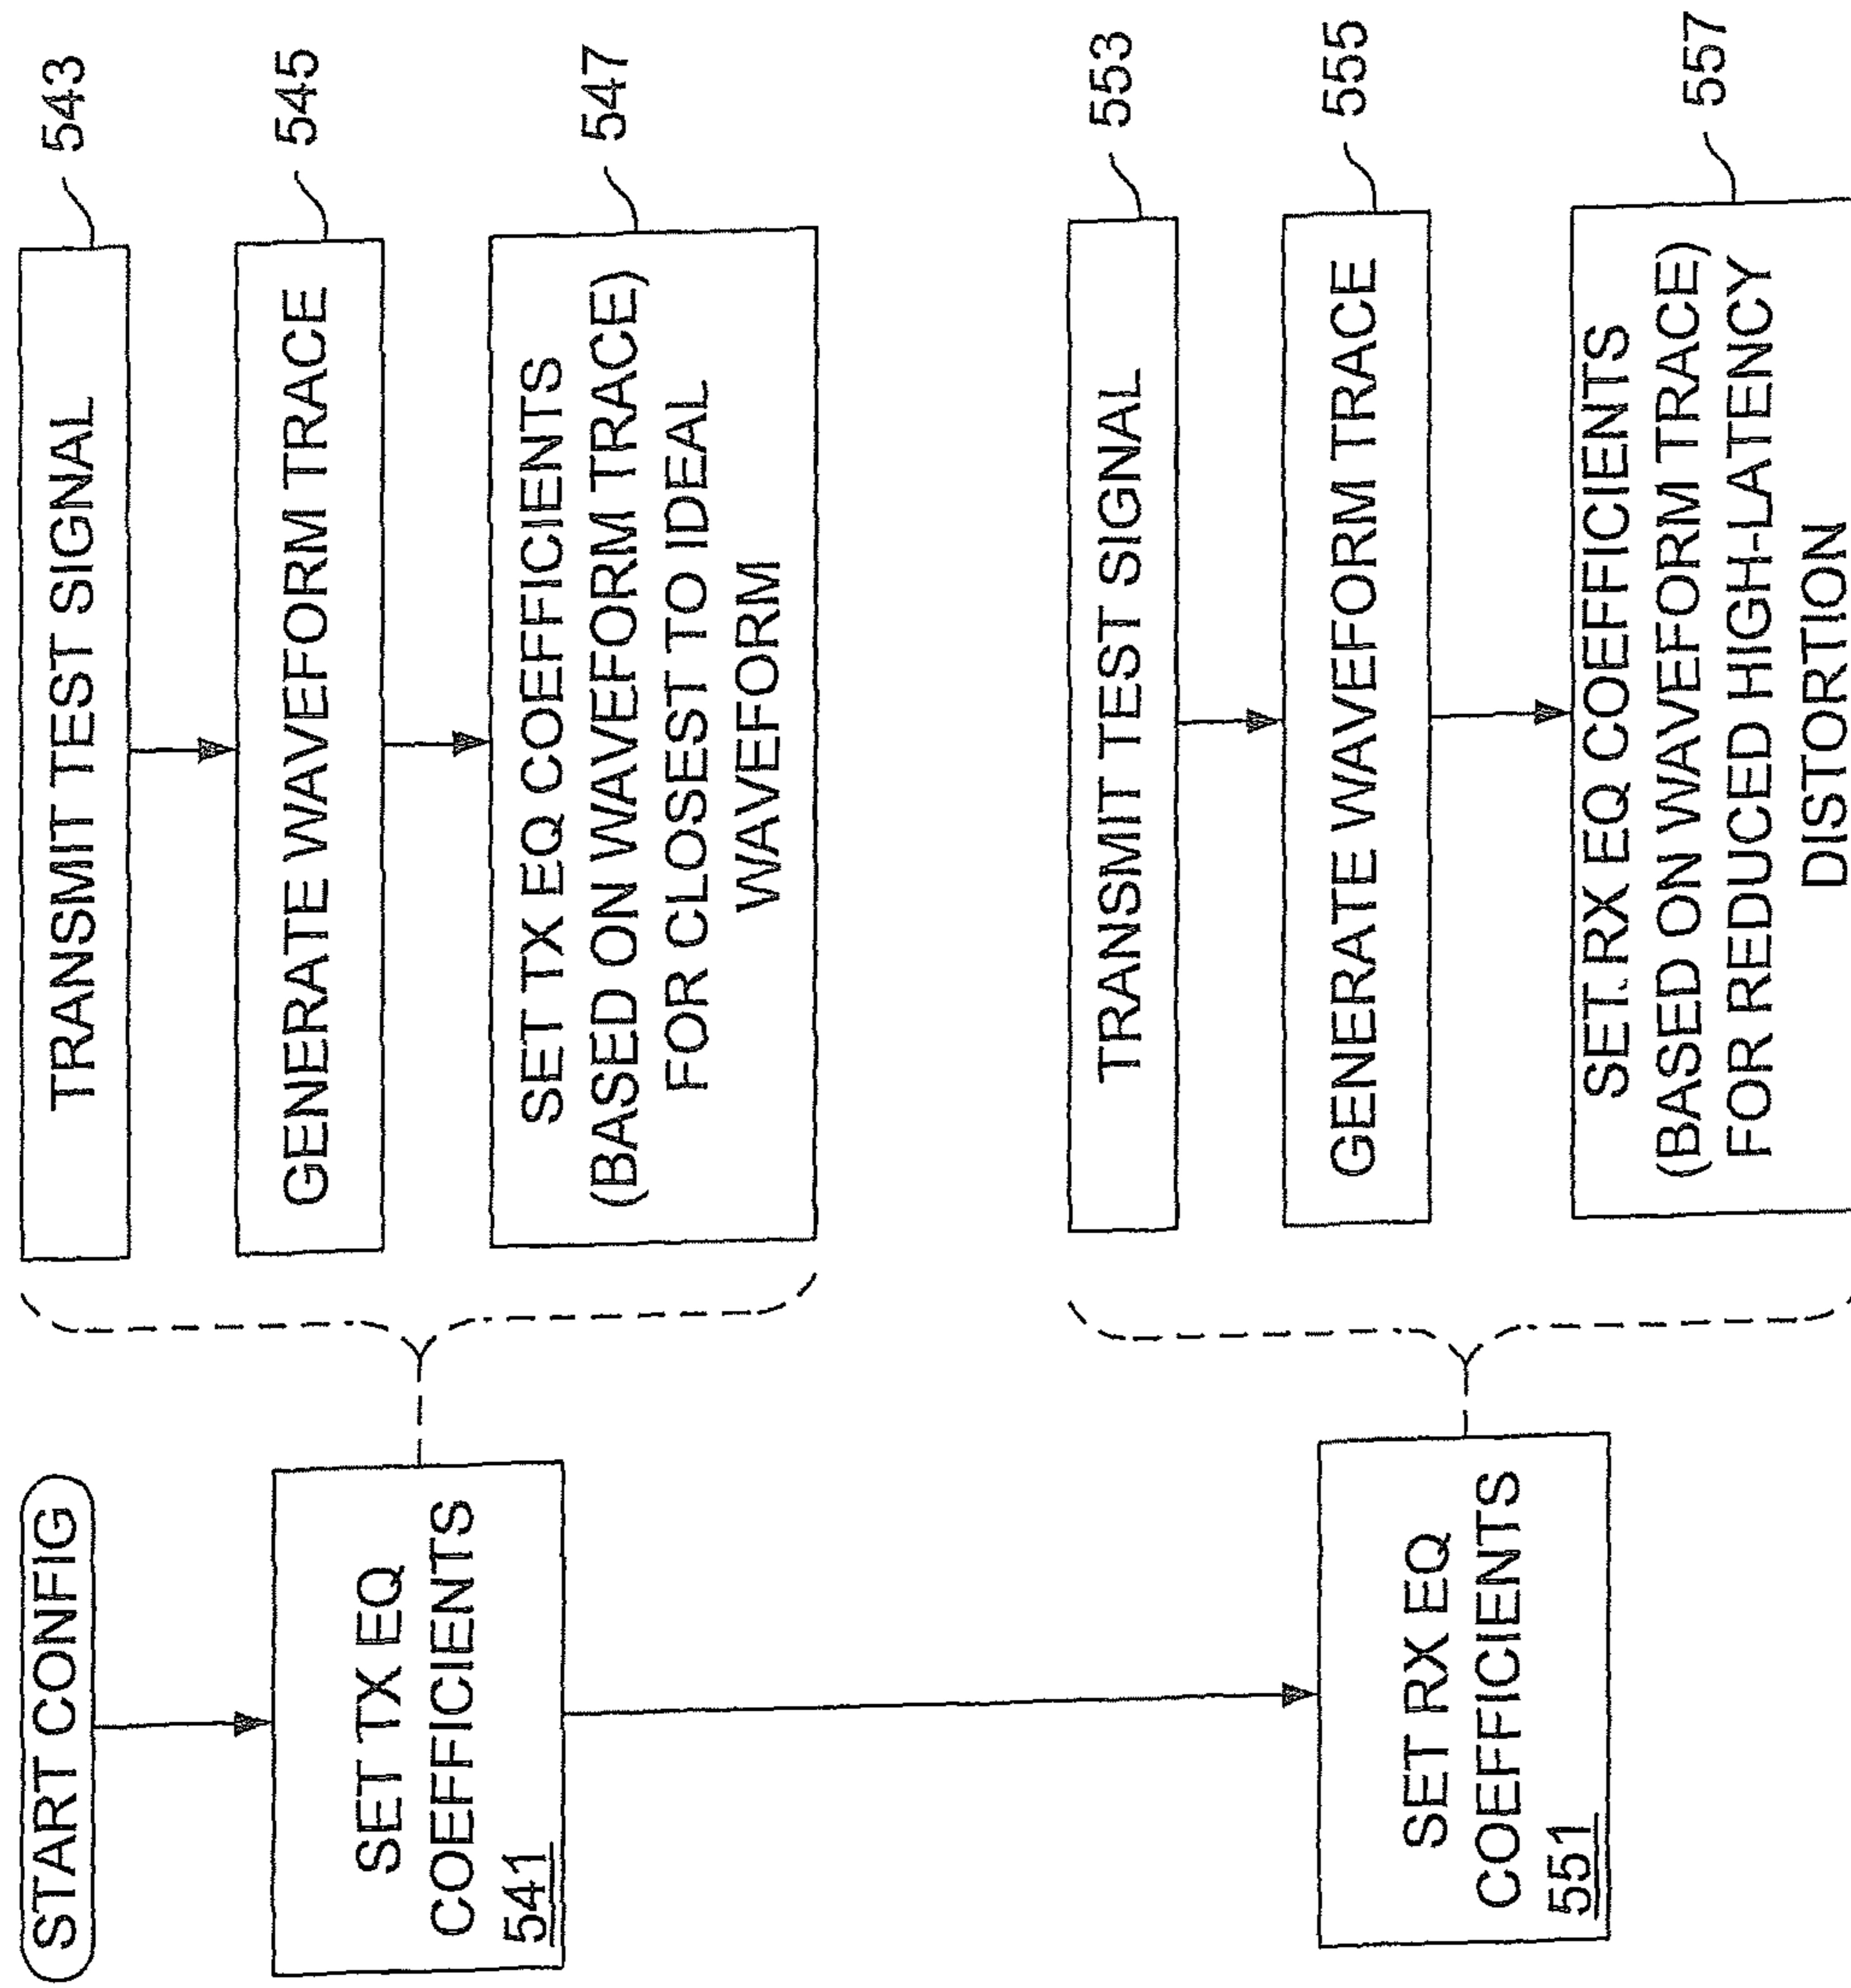 START CONFIG
SET TX EQ
COEFFICIENTS
541
TRANSMIT TEST SIGNAL
543
GENERATE WAVEFORM TRACE
545
SET TX EQ COEFFICIENTS
(BASED ON WAVEFORM TRACE)
FOR CLOSEST TO IDEAL
WAVEFORM
547
SET RX EQ
COEFFICIENTS
551
TRANSMIT TEST SIGNAL
553
GENERATE WAVEFORM TRACE
555
SET RX EQ COEFFICIENTS
(BASED ON WAVEFORM TRACE)
FOR REDUCED HIGH-LATENCY
DISTORTION
557